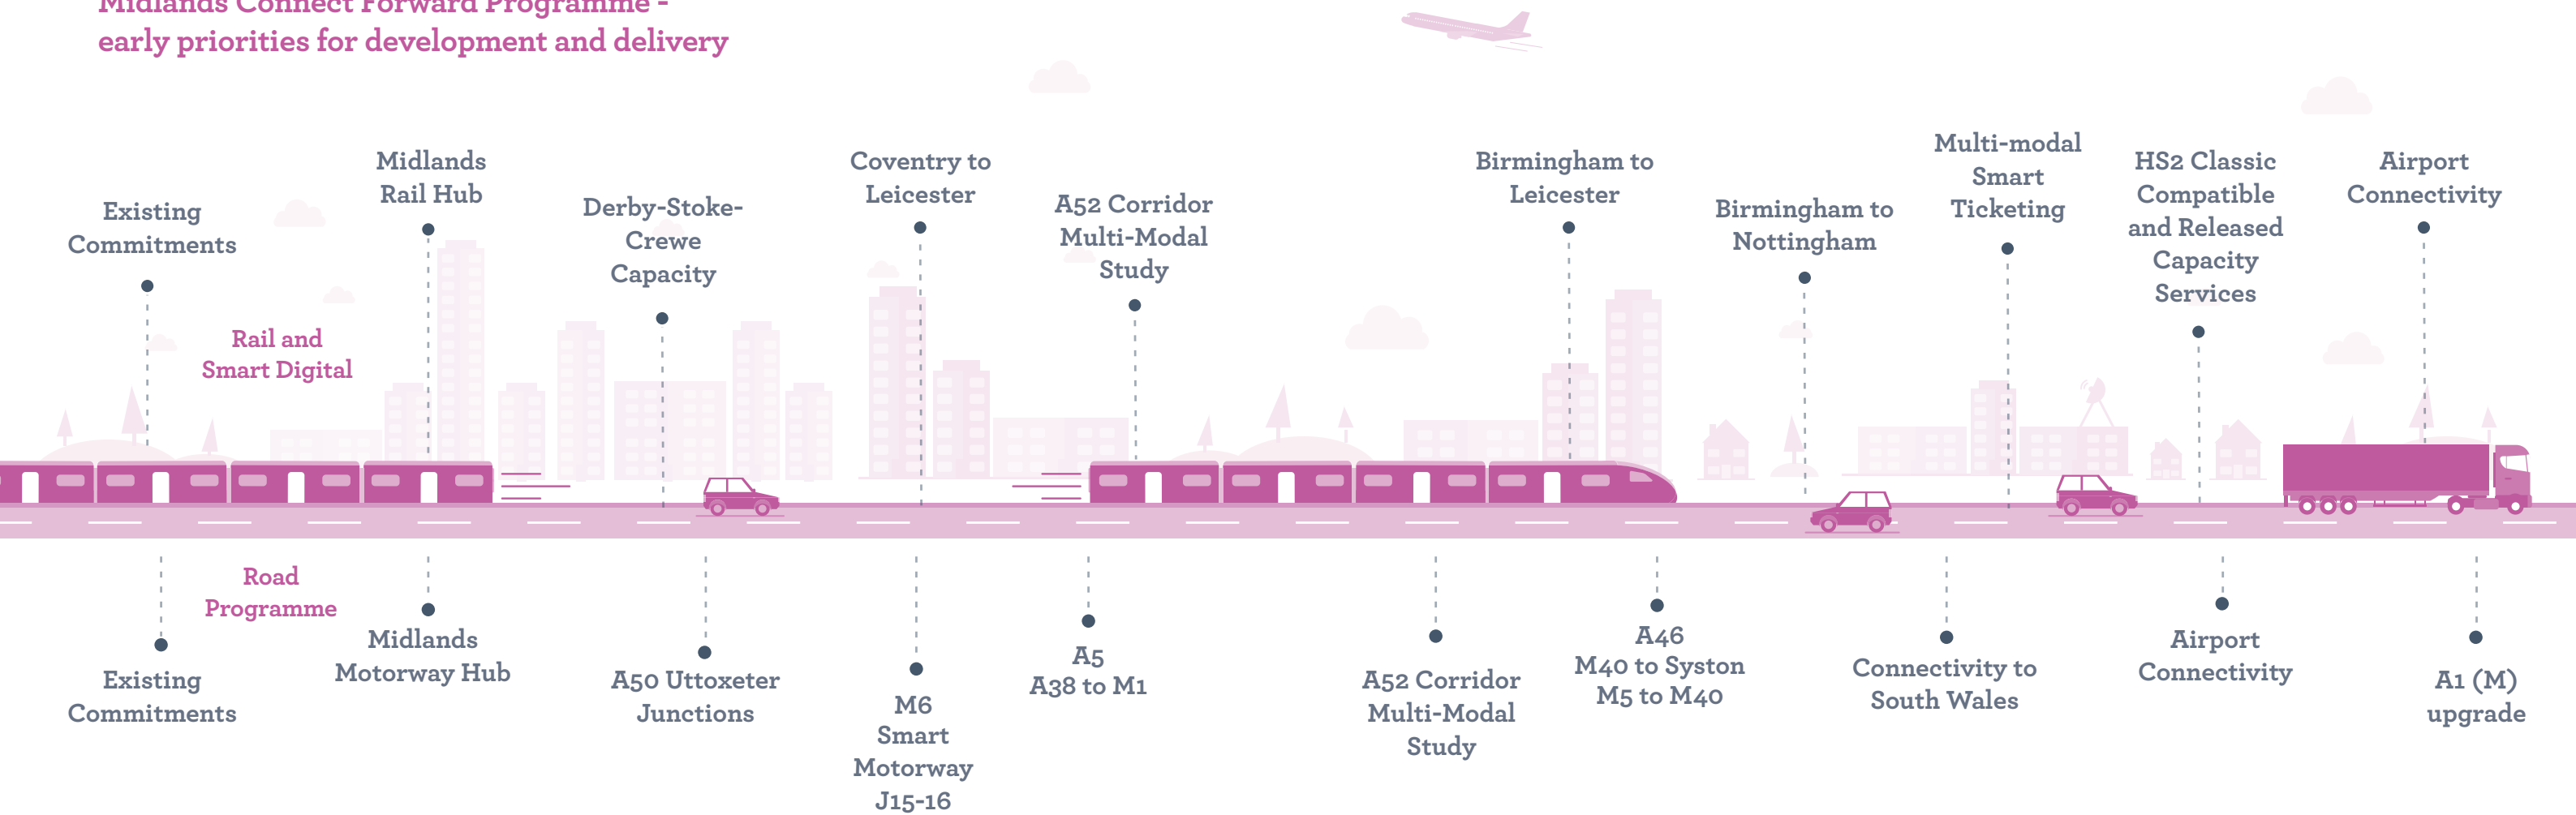 Midlands Connect Forward Programme -
early priorities for development and delivery
Existing
Commitments
Rail and
Smart Digital
Midlands
Rail Hub
Derby-Stoke-
Crewe
Capacity
Coventry to
Leicester
A52 Corridor
Multi-Modal
Study
Birmingham to
Leicester
Birmingham to
Nottingham
Multi-modal
Smart
Ticketing
HS2 Classic
Compatible
and Released
Capacity
Services
Airport
Connectivity
Road
Programme
Existing
Commitments
Midlands
Motorway Hub
A50 Uttoxeter
Junctions
M6
Smart
Motorway
J15-16
A5
A38 to M1
A52 Corridor
Multi-Modal
Study
A46
M40 to Syston
M5 to M40
Connectivity to
South Wales
Airport
Connectivity
A1 (M)
upgrade